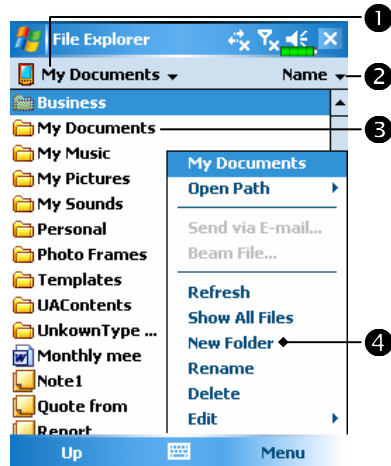 1
File Explorer
My Documents Name 2
Business
My Documents 3
My Music
My Pictures
My Sounds
Personal
Photo Frames
Templates
UAContents
UnkownType ...
Monthly mee
Note1
Quote from
Report
My Documents
Open Path
Send via E-mail...
Beam File...
Refresh
Show All Files
New Folder 4
Rename
Delete
Edit
Up Menu